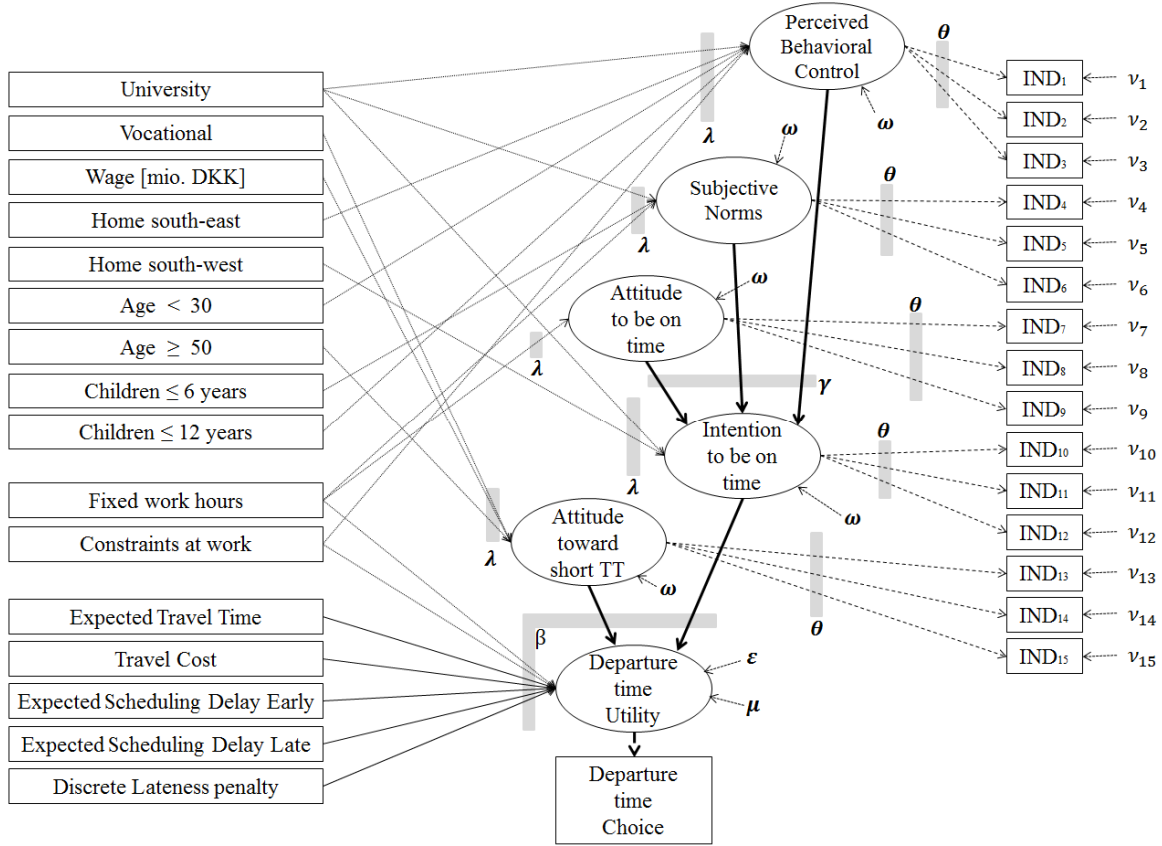 University
Vocational
Wage [mio. DKK]
Home south-east
Home south-west
Age < 30
Age ≥ 50
Children ≤ 6 years
Children ≤ 12 years
Fixed work hours
Constraints at work
Expected Travel Time
Travel Cost
Expected Scheduling Delay Early
Expected Scheduling Delay Late
Discrete Lateness penalty
Perceived
Behavioral
Control
ω
λ
Subjective
Norms
ω
λ
Attitude
to be on
time
ω
λ
γ
Intention
to be on
time
ω
λ
Attitude
toward
short TT
ω
λ
β
Departure
time
Utility
ε
μ
Departure
time
Choice
θ
θ
θ
θ
θ
IND₁ ν₁
IND₂ ν₂
IND₃ ν₃
IND₄ ν₄
IND₅ ν₅
IND₆ ν₆
IND₇ ν₇
IND₈ ν₈
IND₉ ν₉
IND₁₀ ν₁₀
IND₁₁ ν₁₁
IND₁₂ ν₁₂
IND₁₃ ν₁₃
IND₁₄ ν₁₄
IND₁₅ ν₁₅